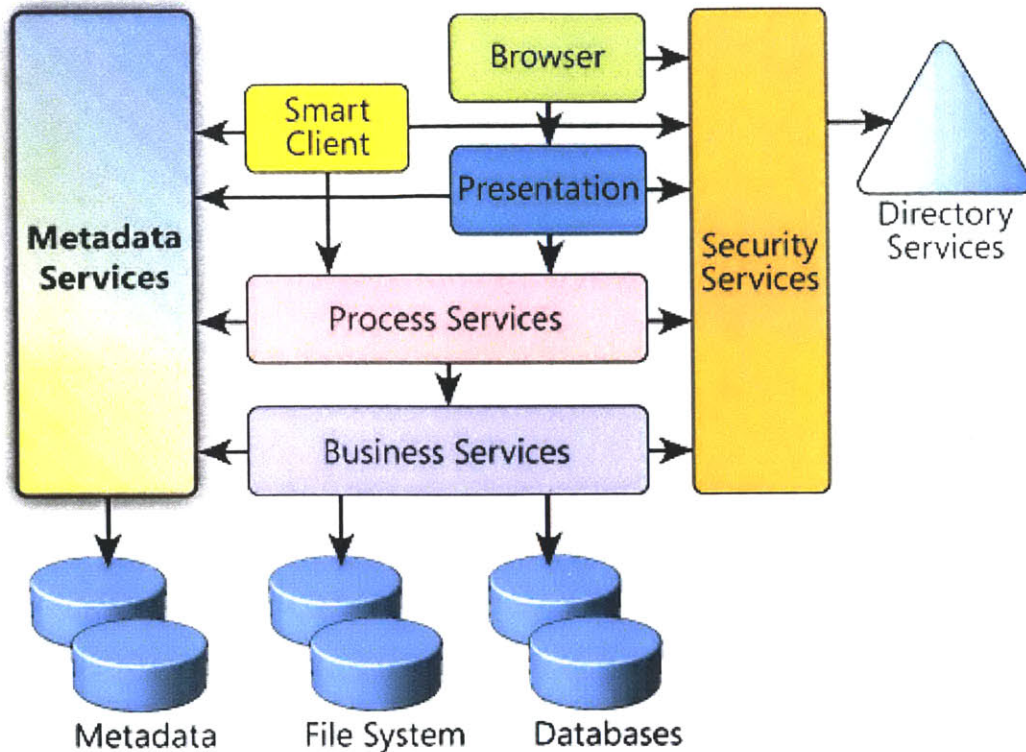 Browser
Smart
Client
Presentation
Metadata
Services
Security
Services
Directory
Services
Process Services
Business Services
Metadata
File System
Databases